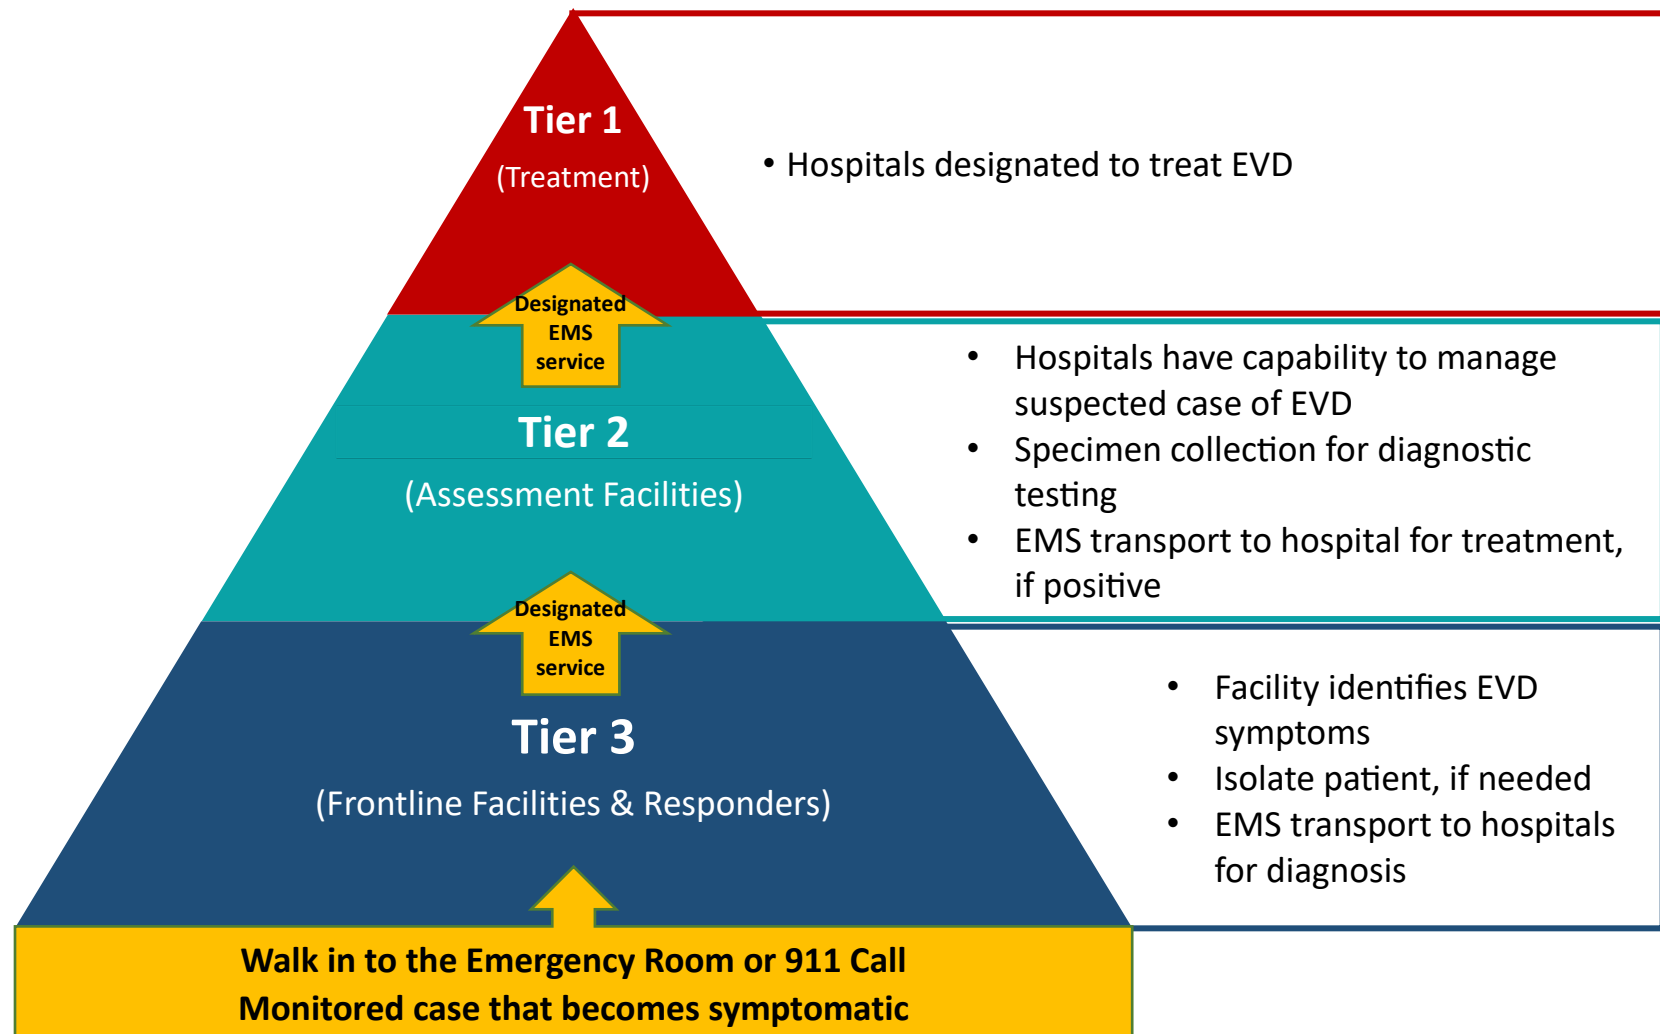 Tier 1
(Treatment)
• Hospitals designated to treat EVD
Designated
EMS
service
Tier 2
(Assessment Facilities)
• Hospitals have capability to manage
suspected case of EVD
• Specimen collection for diagnostic
testing
• EMS transport to hospital for treatment,
if positive
Designated
EMS
service
Tier 3
(Frontline Facilities & Responders)
• Facility identifies EVD
symptoms
• Isolate patient, if needed
• EMS transport to hospitals
for diagnosis
Walk in to the Emergency Room or 911 Call
Monitored case that becomes symptomatic